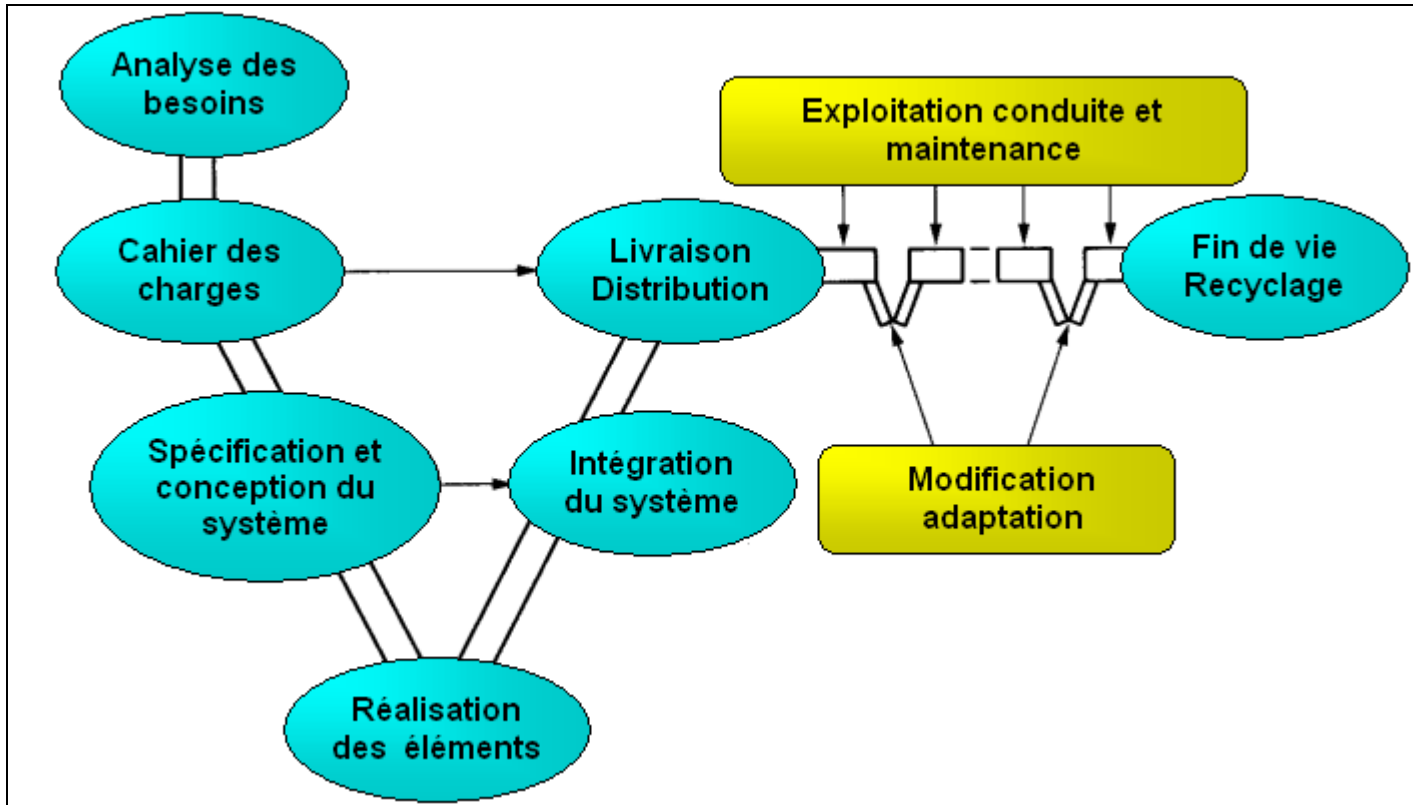 Analyse des
besoins
Exploitation conduite et
maintenance
Cahier des
charges
Livraison
Distribution
Fin de vie
Recyclage
Spécification et
conception du
système
Intégration
du système
Modification
adaptation
Réalisation
des éléments